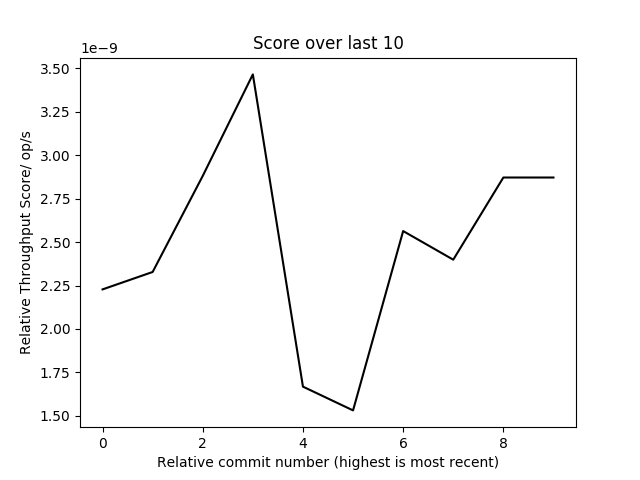 Score over last 10
1e−9
3.50
3.25
3.00
2.75
2.50
2.25
2.00
1.75
1.50
Relative Throughput Score/ op/s
0 2 4 6 8
Relative commit number (highest is most recent)